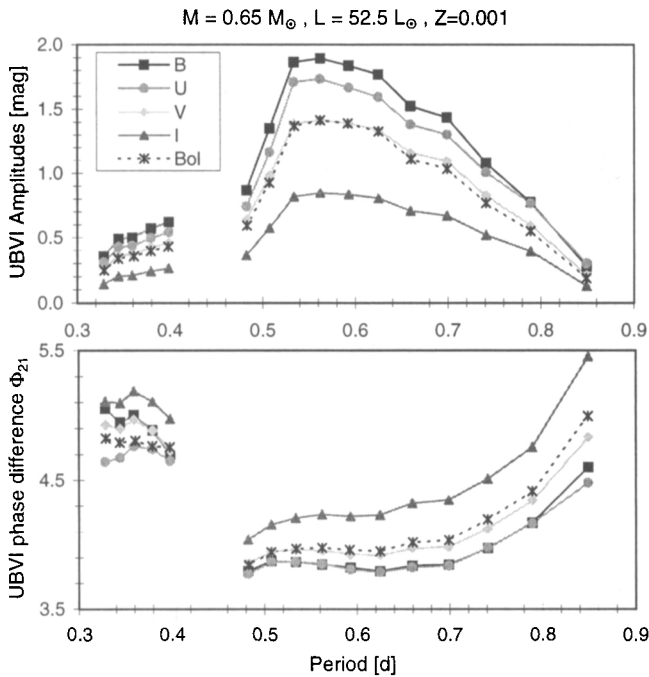 M = 0.65 M⊙ , L = 52.5 L⊙ , Z=0.001
UBVI Amplitudes [mag]
2.0
1.5
1.0
0.5
0.0
B
U
V
I
Bol
0.3 0.4 0.5 0.6 0.7 0.8 0.9
UBVI phase difference Φ21
5.5
4.5
3.5
0.3 0.4 0.5 0.6 0.7 0.8 0.9
Period [d]